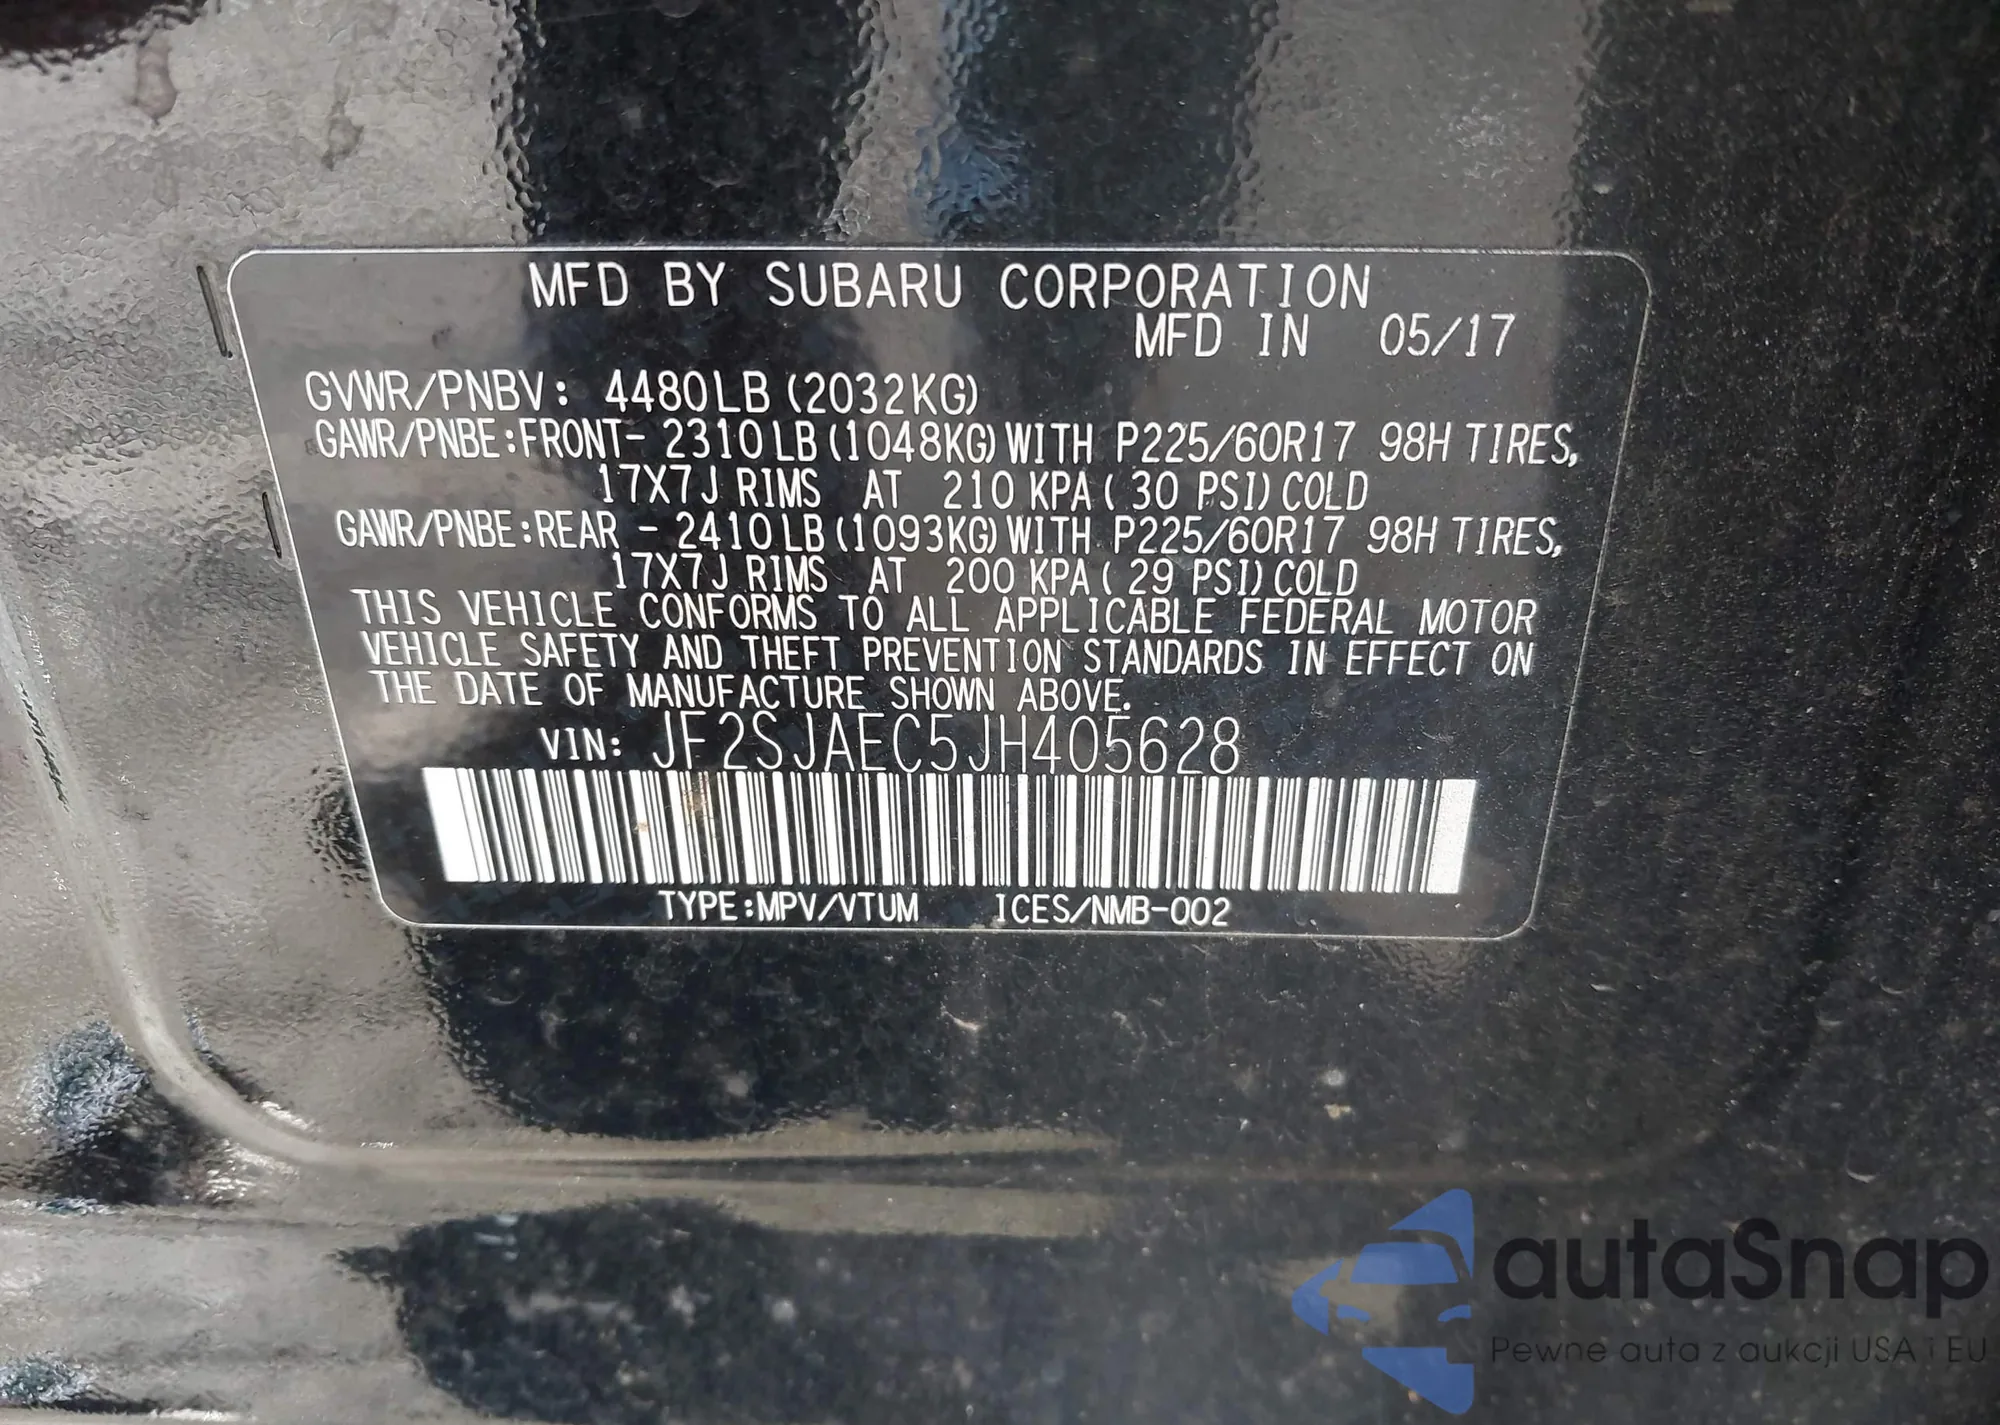 MFD BY SUBARU CORPORATION
MFD IN 05/17
GVWR/PNBV: 4480LB (2032KG)
GAWR/PNBE:FRONT- 2310LB (1048KG) WITH P225/60R17 98H TIRES,
17X7J RIMS AT 210 KPA ( 30 PSI) COLD
GAWR/PNBE:REAR - 2410LB (1093KG) WITH P225/60R17 98H TIRES,
17X7J RIMS AT 200 KPA ( 29 PSI) COLD
THIS VEHICLE CONFORMS TO ALL APPLICABLE FEDERAL MOTOR
VEHICLE SAFETY AND THEFT PREVENTION STANDARDS IN EFFECT ON
THE DATE OF MANUFACTURE SHOWN ABOVE.
VIN: JF2SJAEC5JH405628
TYPE:MPV/VTUM ICES/NMB-002
autaSnap
Pewne auta z aukcji USA i EU